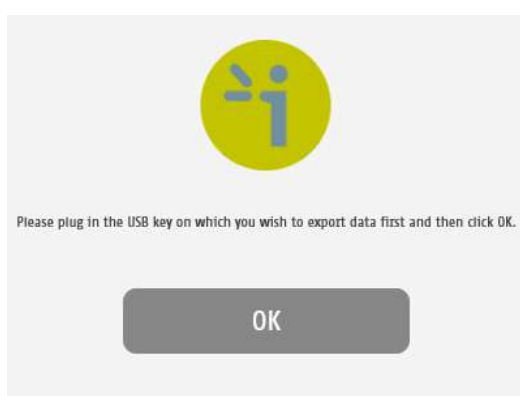 Please plug in the USB key on which you wish to export data first and then click OK.
OK